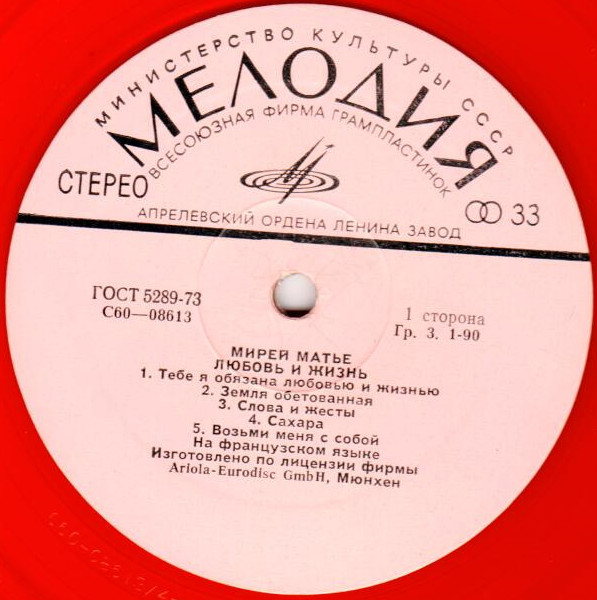 МИНИСТЕРСТВО КУЛЬТУРЫ СССР
МЕЛОДИЯ
ВСЕСОЮЗНАЯ ФИРМА ГРАМПЛАСТИНОК
СТЕРЕО
33
АПРЕЛЕВСКИЙ ОРДЕНА ЛЕНИНА ЗАВОД
ГОСТ 5289-73
С60—08613
1 сторона
Гр. 3. 1-90
МИРЕЙ МАТЬЕ
ЛЮБОВЬ И ЖИЗНЬ
1. Тебе я обязана любовью и жизнью
2. Земля обетованная
3. Слова и жесты
4. Сахара
5. Возьми меня с собой
На французском языке
Изготовлено по лицензии фирмы
Ariola-Eurodisc GmbH, Мюнхен